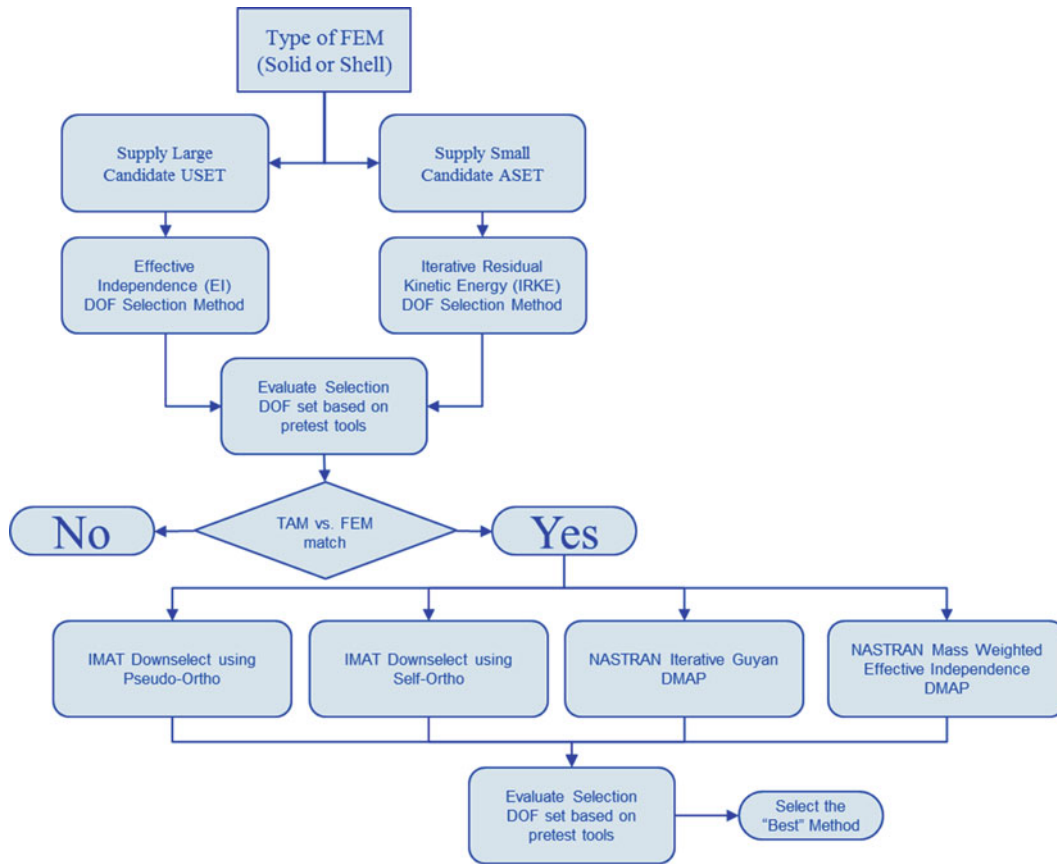 Type of FEM
(Solid or Shell)
Supply Large
Candidate USET
Supply Small
Candidate ASET
Effective
Independence (EI)
DOF Selection Method
Iterative Residual
Kinetic Energy (IRKE)
DOF Selection Method
Evaluate Selection
DOF set based on
pretest tools
No
TAM vs. FEM
match
Yes
IMAT Downselect using
Pseudo-Ortho
IMAT Downselect using
Self-Ortho
NASTRAN Iterative Guyan
DMAP
NASTRAN Mass Weighted
Effective Independence
DMAP
Evaluate Selection
DOF set based on
pretest tools
Select the
“Best” Method